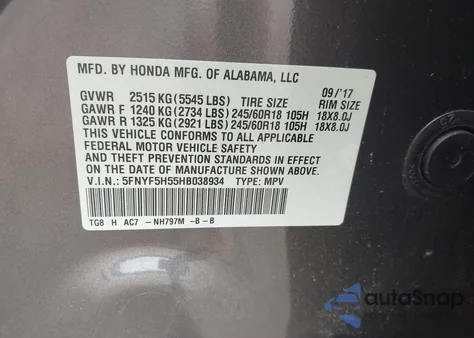 MFD. BY HONDA MFG. OF ALABAMA, LLC
09/'17
GVWR 2515 KG (5545 LBS) TIRE SIZE RIM SIZE
GAWR F 1240 KG (2734 LBS) 245/60R18 105H 18X8.0J
GAWR R 1325 KG (2921 LBS) 245/60R18 105H 18X8.0J
THIS VEHICLE CONFORMS TO ALL APPLICABLE
FEDERAL MOTOR VEHICLE SAFETY
AND THEFT PREVENTION STANDARDS IN EFFECT
ON THE DATE OF MANUFACTURE SHOWN ABOVE.
V.I.N.: 5FNYF5H55HB038934 TYPE: MPV
TG8 H AC7 -NH797M -B-B
autoSnap